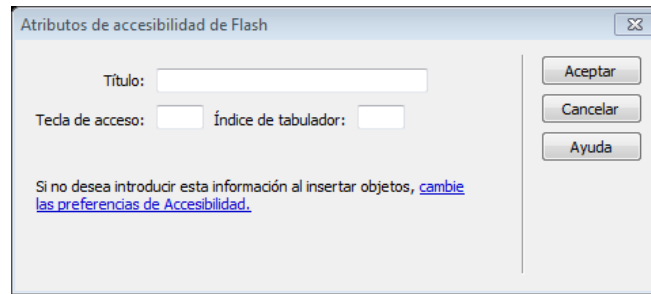 Atributos de accesibilidad de Flash
Título:
Aceptar
Tecla de acceso:
Índice de tabulador:
Cancelar
Ayuda
Si no desea introducir esta información al insertar objetos, cambie
las preferencias de Accesibilidad.